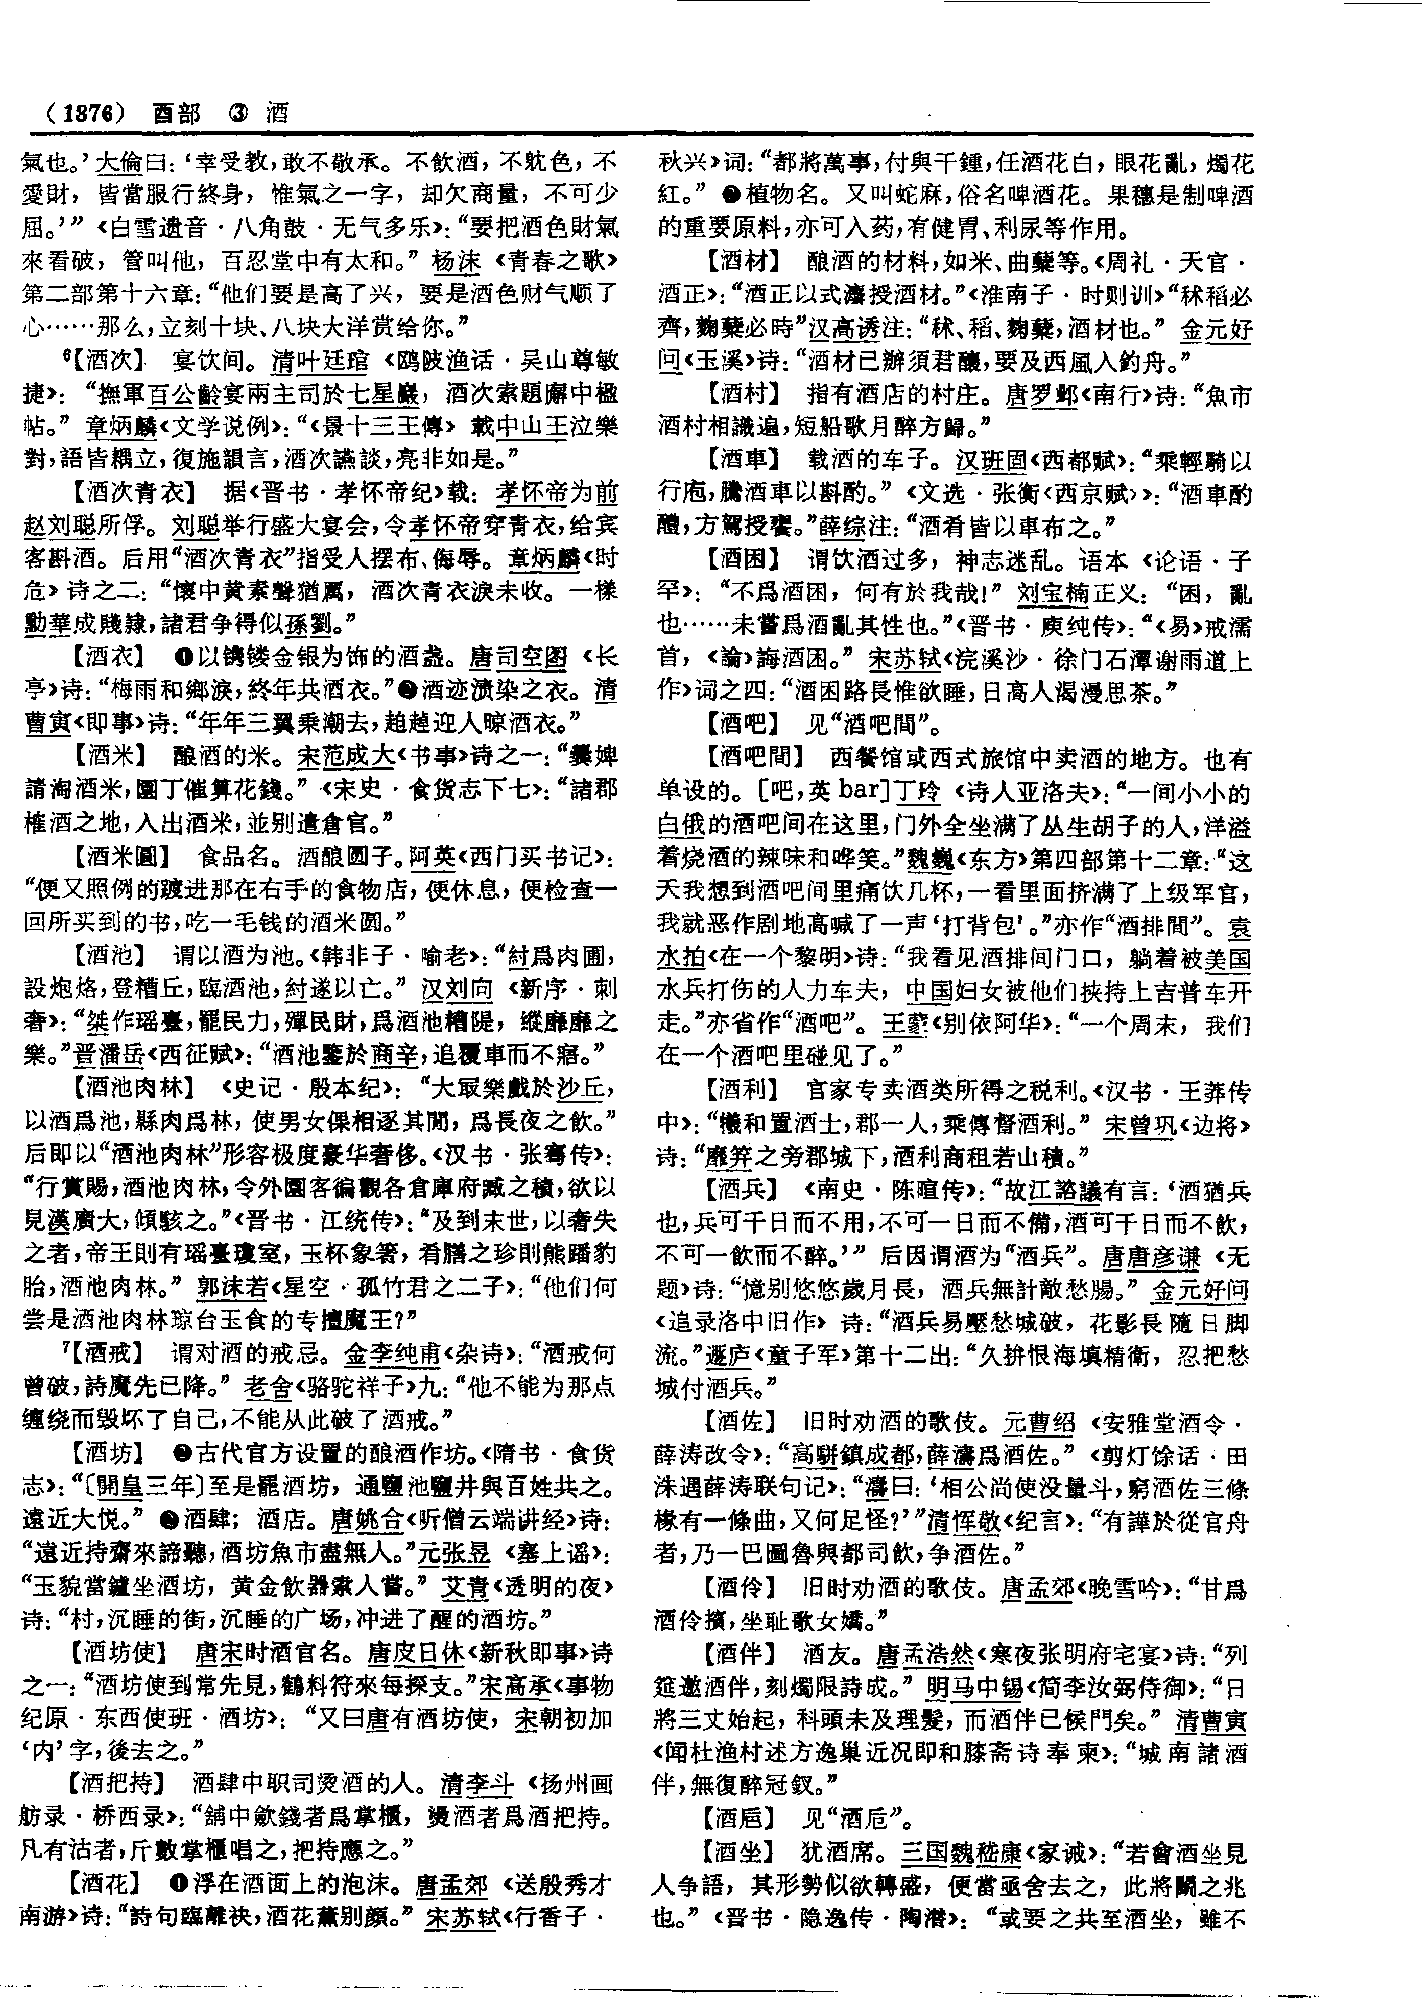 （1376） 酉部 ③ 酒
氣也。’大倫曰：‘幸受教，敢不敬承。不飲酒，不躭色，不
愛財，皆當服行終身，惟氣之一字，却欠商量，不可少
屈。’”《白雪遗音·八角鼓·无气多乐》：“要把酒色財氣
來看破，管叫他，百忍堂中有太和。”杨沫《青春之歌》
第二部第十六章：“他们要是高了兴，要是酒色财气顺了
心……那么，立刻十块、八块大洋赏给你。”
6【酒次】 宴饮间。清叶廷琯《鸥陂渔话·吴山尊敏
捷》：“撫軍百公齡宴兩主司於七星巖，酒次索題廨中楹
帖。”章炳麟《文学说例》：“《景十三王傳》載中山王泣樂
對，語皆耦立，復施韻言，酒次讌談，亮非如是。”
【酒次青衣】 据《晋书·孝怀帝纪》载：孝怀帝为前
赵刘聪所俘。刘聪举行盛大宴会，令孝怀帝穿青衣，给宾
客斟酒。后用“酒次青衣”指受人摆布、侮辱。章炳麟《时
危》诗之二：“懷中黄素聲猶厲，酒次青衣淚未收。一樣
勳華成賤隸，諸君争得似孫劉。”
【酒衣】 ❶以镌镂金银为饰的酒盏。唐司空图《长
亭》诗：“梅雨和鄉淚，終年共酒衣。”❷酒迹渍染之衣。清
曹寅《即事》诗：“年年三翼乘潮去，趙趠迎人晾酒衣。”
【酒米】 酿酒的米。宋范成大《书事》诗之一：“爨婢
請淘酒米，園丁催算花錢。”《宋史·食货志下七》：“諸郡
榷酒之地，入出酒米，並别遣倉官。”
【酒米圓】 食品名。酒酿圆子。阿英《西门买书记》：
“便又照例的踱进那在右手的食物店，便休息，便检查一
回所买到的书，吃一毛钱的酒米圆。”
【酒池】 谓以酒为池。《韩非子·喻老》：“紂爲肉圃，
設炮烙，登糟丘，臨酒池，紂遂以亡。”汉刘向《新序·刺
奢》：“桀作瑶臺，罷民力，殫民財，爲酒池糟隄，縱靡靡之
樂。”晋潘岳《西征赋》：“酒池鑒於商辛，追覆車而不寤。”
【酒池肉林】 《史记·殷本纪》：“大冣樂戲於沙丘，
以酒爲池，縣肉爲林，使男女倮相逐其閒，爲長夜之飲。”
后即以“酒池肉林”形容极度豪华奢侈。《汉书·张骞传》：
“行賞賜，酒池肉林，令外國客徧觀各倉庫府臧之積，欲以
見漢廣大，傾駭之。”《晋书·江统传》：“及到末世，以奢失
之者，帝王則有瑶臺瓊室，玉杯象箸，肴膳之珍則熊蹯豹
胎，酒池肉林。”郭沫若《星空·孤竹君之二子》：“他们何
尝是酒池肉林琼台玉食的专擅魔王？”
7【酒戒】 谓对酒的戒忌。金李纯甫《杂诗》：“酒戒何
曾破，詩魔先已降。”老舍《骆驼祥子》九：“他不能为那点
缠绕而毁坏了自己，不能从此破了酒戒。”
【酒坊】 ❶古代官方设置的酿酒作坊。《隋书·食货
志》：“〔開皇三年〕至是罷酒坊，通鹽池鹽井與百姓共之。
遠近大悦。”❷酒肆；酒店。唐姚合《听僧云端讲经》诗：
“遠近持齋來諦聽，酒坊魚市盡無人。”元张昱《塞上谣》：
“玉貌當鑪坐酒坊，黄金飲器索人嘗。”艾青《透明的夜》
诗：“村，沉睡的街，沉睡的广场，冲进了醒的酒坊。”
【酒坊使】 唐宋时酒官名。唐皮日休《新秋即事》诗
之一：“酒坊使到常先見，鶴料符來每探支。”宋高承《事物
纪原·东西使班·酒坊》：“又曰唐有酒坊使，宋朝初加
‘内’字，後去之。”
【酒把持】 酒肆中职司烫酒的人。清李斗《扬州画
舫录·桥西录》：“舖中歛錢者爲掌櫃，燙酒者爲酒把持。
凡有沽者，斤數掌櫃唱之，把持應之。”
【酒花】 ❶浮在酒面上的泡沫。唐孟郊《送殷秀才
南游》诗：“詩句臨離袂，酒花薰别顔。”宋苏轼《行香子·
秋兴》词：“都將萬事，付與千鍾，任酒花白，眼花亂，燭花
紅。”❷植物名。又叫蛇麻，俗名啤酒花。果穗是制啤酒
的重要原料，亦可入药，有健胃、利尿等作用。
【酒材】 酿酒的材料，如米、曲糵等。《周礼·天官·
酒正》：“酒正以式灋授酒材。”《淮南子·时则训》“秫稻必
齊，麴糵必時”汉高诱注：“秫、稻、麴糵，酒材也。”金元好
问《玉溪》诗：“酒材已辦須君釀，要及西風入釣舟。”
【酒村】 指有酒店的村庄。唐罗邺《南行》诗：“魚市
酒村相識遍，短船歌月醉方歸。”
【酒車】 载酒的车子。汉班固《西都赋》：“乘輕騎以
行庖，騰酒車以斟酌。”《文选·张衡〈西京赋〉》：“酒車酌
醴，方駕授饔。”薛综注：“酒肴皆以車布之。”
【酒困】 谓饮酒过多，神志迷乱。语本《论语·子
罕》：“不爲酒困，何有於我哉！”刘宝楠正义：“困，亂
也……未嘗爲酒亂其性也。”《晋书·庾纯传》：“《易》戒濡
首，《論》誨酒困。”宋苏轼《浣溪沙·徐门石潭谢雨道上
作》词之四：“酒困路長惟欲睡，日高人渴漫思茶。”
【酒吧】 见“酒吧間”。
【酒吧間】 西餐馆或西式旅馆中卖酒的地方。也有
单设的。[吧，英bar]丁玲《诗人亚洛夫》：“一间小小的
白俄的酒吧间在这里，门外全坐满了丛生胡子的人，洋溢
着烧酒的辣味和哗笑。”魏巍《东方》第四部第十二章：“这
天我想到酒吧间里痛饮几杯，一看里面挤满了上级军官，
我就恶作剧地高喊了一声‘打背包’。”亦作“酒排間”。袁
水拍《在一个黎明》诗：“我看见酒排间门口，躺着被美国
水兵打伤的人力车夫，中国妇女被他们挟持上吉普车开
走。”亦省作“酒吧”。王蒙《别依阿华》：“一个周末，我们
在一个酒吧里碰见了。”
【酒利】 官家专卖酒类所得之税利。《汉书·王莽传
中》：“犧和置酒士，郡一人，乘傳督酒利。”宋曾巩《边将》
诗：“靡筭之旁郡城下，酒利商租若山積。”
【酒兵】 《南史·陈暄传》：“故江諮議有言：‘酒猶兵
也，兵可千日而不用，不可一日而不備，酒可千日而不飲，
不可一飲而不醉。’”后因谓酒为“酒兵”。唐唐彦谦《无
题》诗：“憶别悠悠歲月長，酒兵無計敵愁腸。”金元好问
《追录洛中旧作》诗：“酒兵易壓愁城破，花影長隨日脚
流。”遯庐《童子军》第十二出：“久拚恨海填精衛，忍把愁
城付酒兵。”
【酒佐】 旧时劝酒的歌伎。元曹绍《安雅堂酒令·
薛涛改令》：“高駢鎮成都，薛濤爲酒佐。”《剪灯馀话·田
洙遇薛涛联句记》：“濤曰：‘相公尚使没量斗，窮酒佐三條
椽有一條曲，又何足怪？’”清恽敬《纪言》：“有譁於從官舟
者，乃一巴圖魯與都司飲，争酒佐。”
【酒伶】 旧时劝酒的歌伎。唐孟郊《晚雪吟》：“甘爲
酒伶擯，坐耻歌女嬌。”
【酒伴】 酒友。唐孟浩然《寒夜张明府宅宴》诗：“列
筵邀酒伴，刻燭限詩成。”明马中锡《简李汝弼侍御》：“日
將三丈始起，科頭未及理髮，而酒伴已候門矣。”清曹寅
《闻杜渔村述方逸巢近况即和膝斋诗奉柬》：“城南諸酒
伴，無復醉冠釵。”
【酒巵】 见“酒卮”。
【酒坐】 犹酒席。三国魏嵇康《家诫》：“若會酒坐見
人争語，其形勢似欲轉盛，便當亟舍去之，此將鬭之兆
也。”《晋书·隐逸传·陶潜》：“或要之共至酒坐，雖不